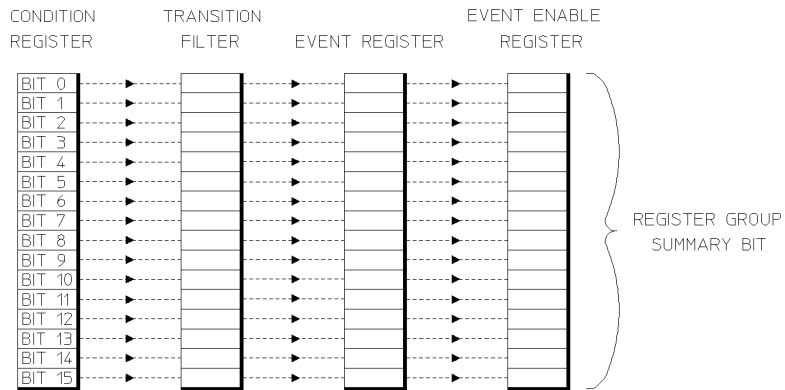 CONDITION REGISTER
TRANSITION FILTER
EVENT REGISTER
EVENT ENABLE REGISTER
BIT 0
BIT 1
BIT 2
BIT 3
BIT 4
BIT 5
BIT 6
BIT 7
BIT 8
BIT 9
BIT 10
BIT 11
BIT 12
BIT 13
BIT 14
BIT 15
REGISTER GROUP
SUMMARY BIT